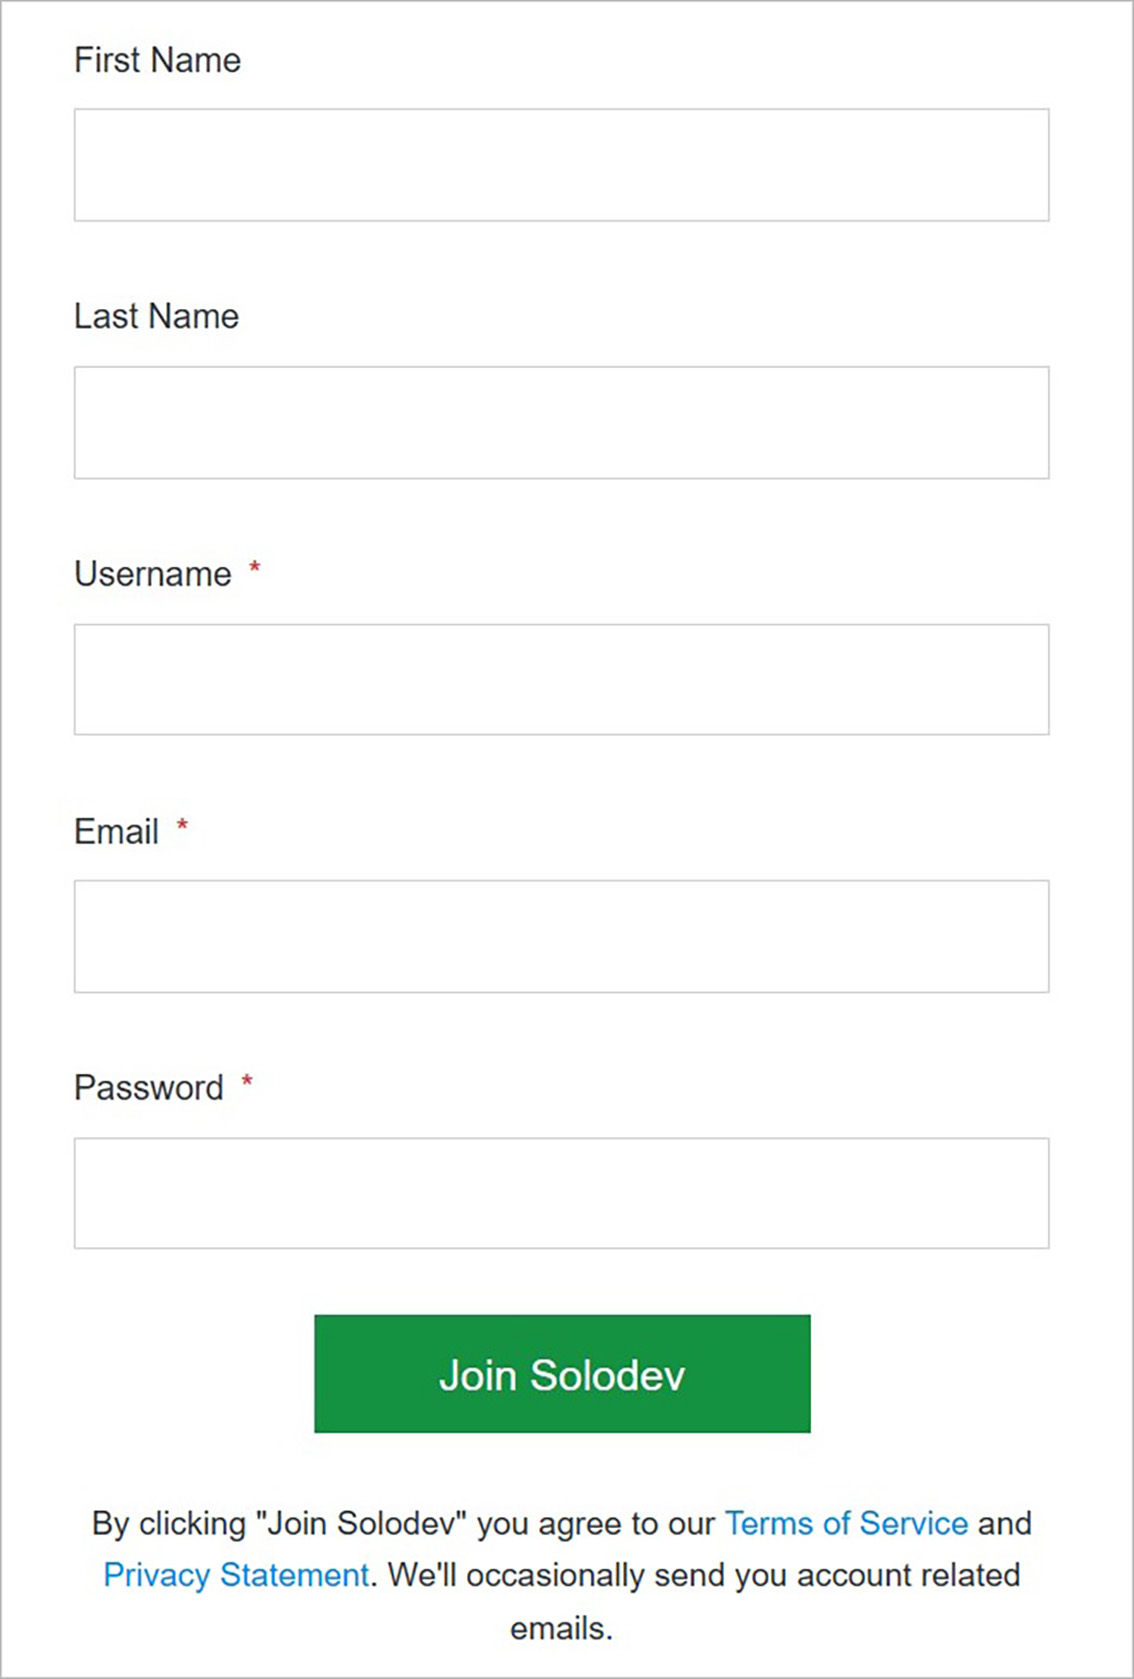 First Name
Last Name
Username *
Email *
Password *
Join Solodev
By clicking "Join Solodev" you agree to our Terms of Service and
Privacy Statement. We'll occasionally send you account related
emails.